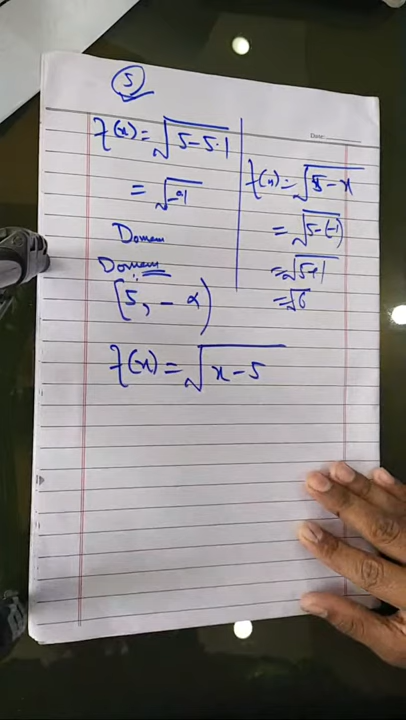 5
f(x) = √5-5.1
= √-.1
Domain
Domain
[5, -α)
Date:
f(x) = √5-x
= √5-(-1)
= √5+1
= √6
f(x) = √x-5